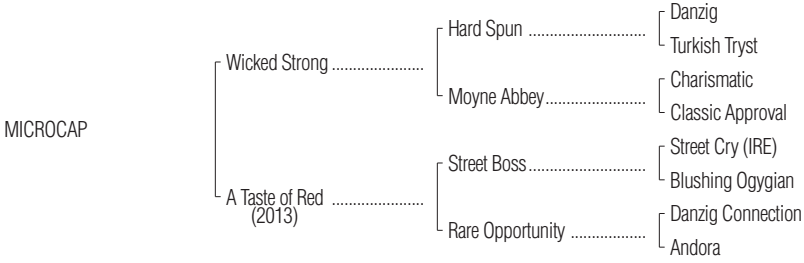 Danzig
Hard Spun ..........................
Turkish Tryst
Wicked Strong .....................
Charismatic
Moyne Abbey.......................
Classic Approval
MICROCAP
Street Cry (IRE)
Street Boss..........................
Blushing Ogygian
A Taste of Red .....................
(2013)
Danzig Connection
Rare Opportunity .................
Andora